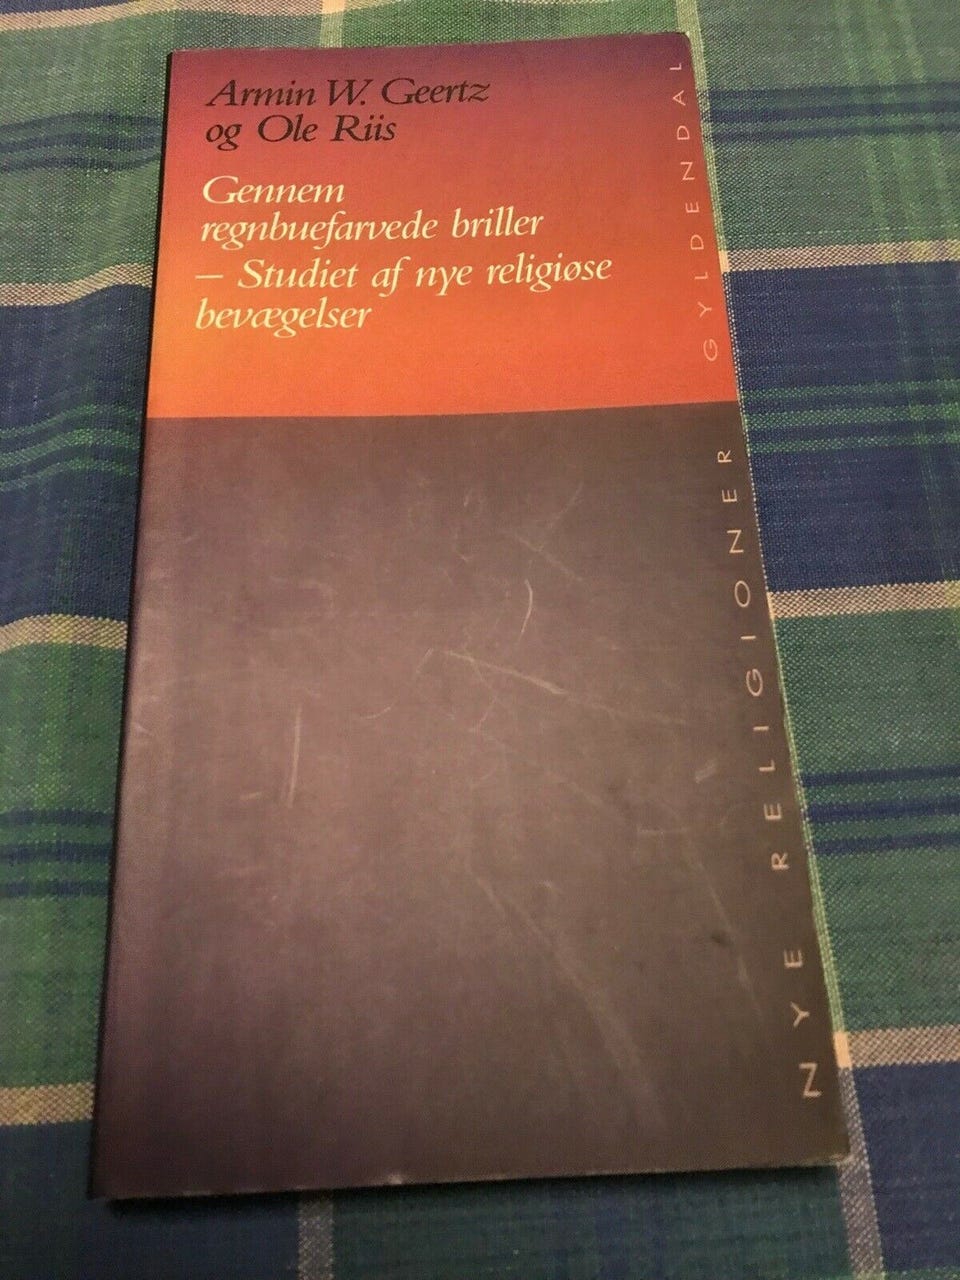 Armin W. Geertz
og Ole Riis
Gennem
regnbuefarvede briller
– Studiet af nye religiøse
bevægelser
NYE RELIGIONER GYLDENDAL